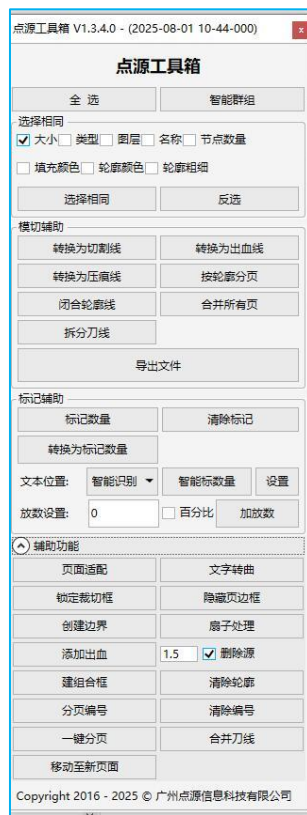 点源工具箱 V1.3.4.0 - (2025-08-01 10-44-000) x
点源工具箱
全 选 智能群组
选择相同
大小 类型 图层 名称 节点数量
填充颜色 轮廓颜色 轮廓粗细
选择相同 反选
模切辅助
转换为切割线 转换为出血线
转换为压痕线 按轮廓分页
闭合轮廓线 合并所有页
拆分刀线
导出文件
标记辅助
标记数量 清除标记
转换为标记数量
文本位置: 智能识别 智能标数量 设置
放数设置: 0 百分比 加放数
辅助功能
页面适配 文字转曲
锁定裁切框 隐藏页边框
创建边界 扇子处理
添加出血 1.5 删除源
建组合框 清除轮廓
分页编号 清除编号
一键分页 合并刀线
移动至新页面
Copyright 2016 - 2025 © 广州点源信息科技有限公司